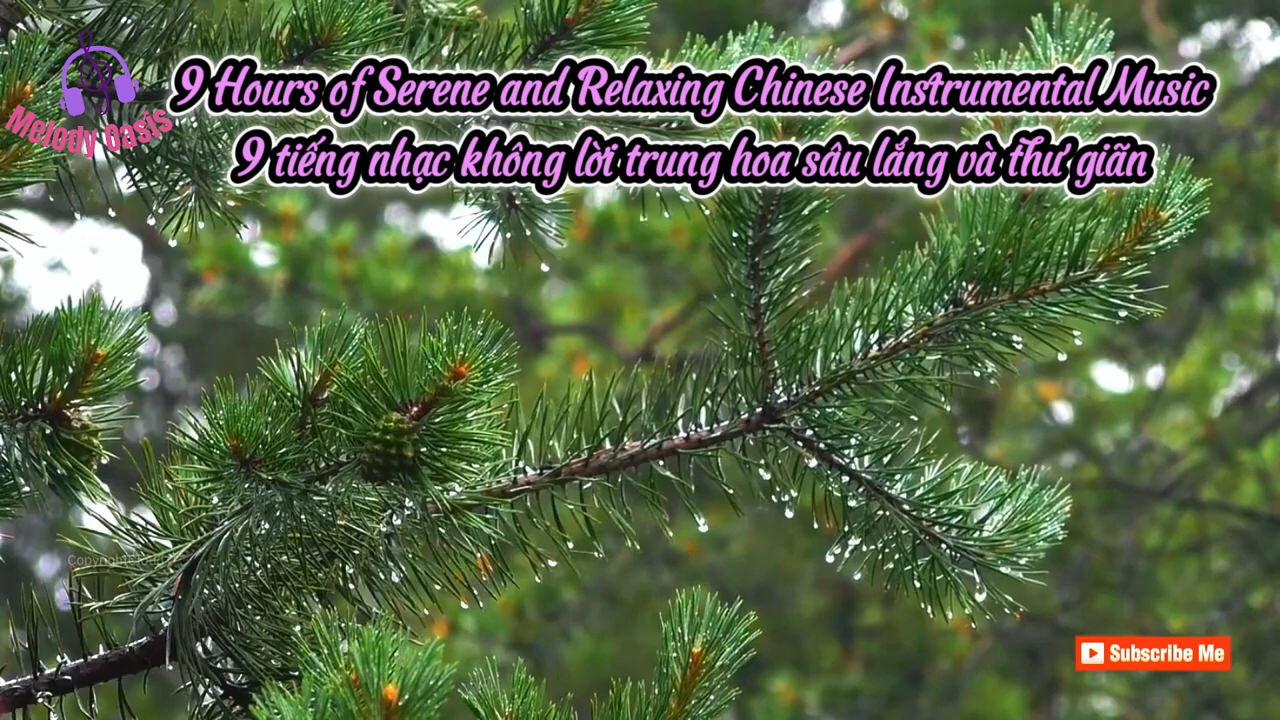 9 Hours of Serene and Relaxing Chinese Instrumental Music
9 tiếng nhạc không lời trung hoa sâu lắng và thư giãn
Melody Oasis
Subscribe Me